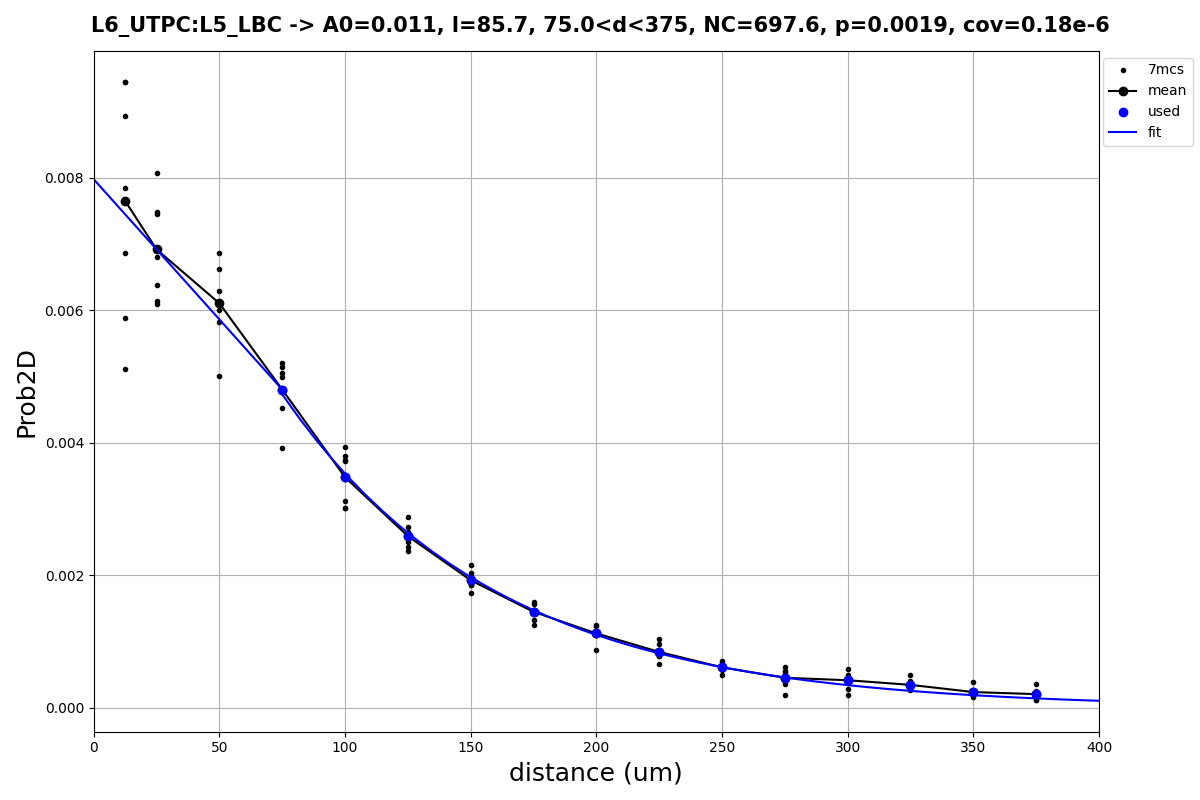 L6_UTPC:L5_LBC -> A0=0.011, l=85.7, 75.0<d<375, NC=697.6, p=0.0019, cov=0.18e-6
7mcs
mean
used
fit
Prob2D
0.008
0.006
0.004
0.002
0.000
0 50 100 150 200 250 300 350 400
distance (um)